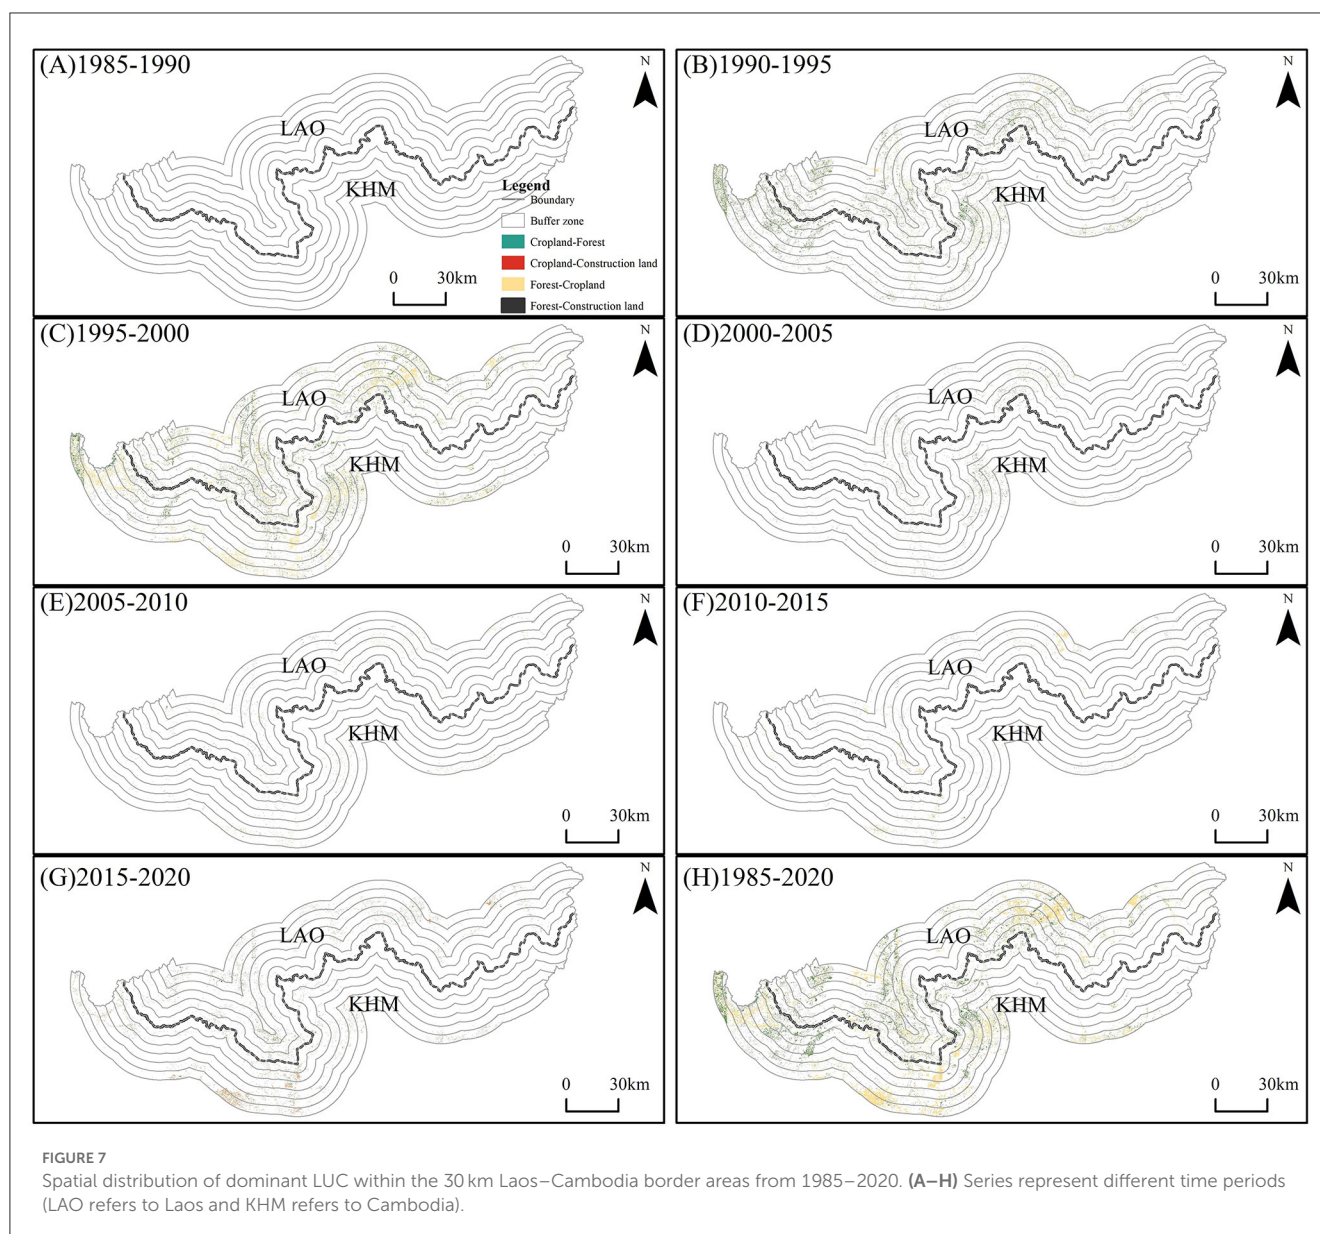 (A)1985-1990
N
LAO
KHM
Legend
Boundary
Buffer zone
Cropland-Forest
Cropland-Construction land
Forest-Cropland
Forest-Construction land
0 30km
(B)1990-1995
N
LAO
KHM
0 30km
(C)1995-2000
N
LAO
KHM
0 30km
(D)2000-2005
N
LAO
KHM
0 30km
(E)2005-2010
N
LAO
KHM
0 30km
(F)2010-2015
N
LAO
KHM
0 30km
(G)2015-2020
N
LAO
KHM
0 30km
(H)1985-2020
N
LAO
KHM
0 30km
FIGURE 7
Spatial distribution of dominant LUC within the 30 km Laos–Cambodia border areas from 1985–2020. (A–H) Series represent different time periods
(LAO refers to Laos and KHM refers to Cambodia).